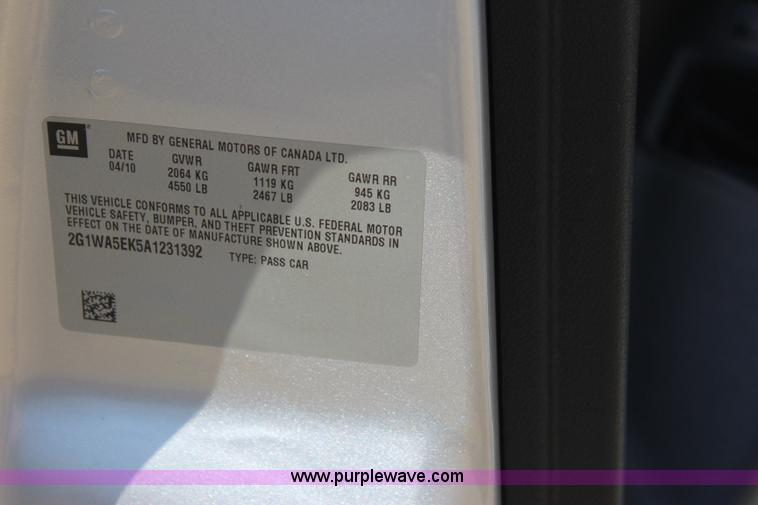 GM
MFD BY GENERAL MOTORS OF CANADA LTD.
DATE GVWR GAWR FRT GAWR RR
04/10 2064 KG 1119 KG 945 KG
4550 LB 2467 LB 2083 LB
THIS VEHICLE CONFORMS TO ALL APPLICABLE U.S. FEDERAL MOTOR
VEHICLE SAFETY, BUMPER, AND THEFT PREVENTION STANDARDS IN
EFFECT ON THE DATE OF MANUFACTURE SHOWN ABOVE.
2G1WA5EK5A1231392 TYPE: PASS CAR
www.purplewave.com